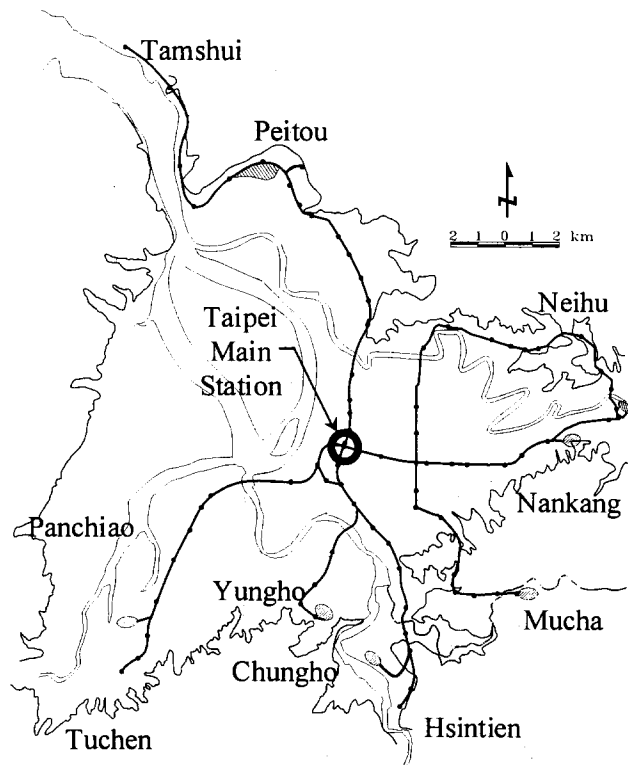 Tamshui
Peitou
2 1 0 1 2 km
Neihu
Taipei
Main
Station
Nankang
Panchiao
Yungho
Mucha
Chungho
Hsintien
Tuchen